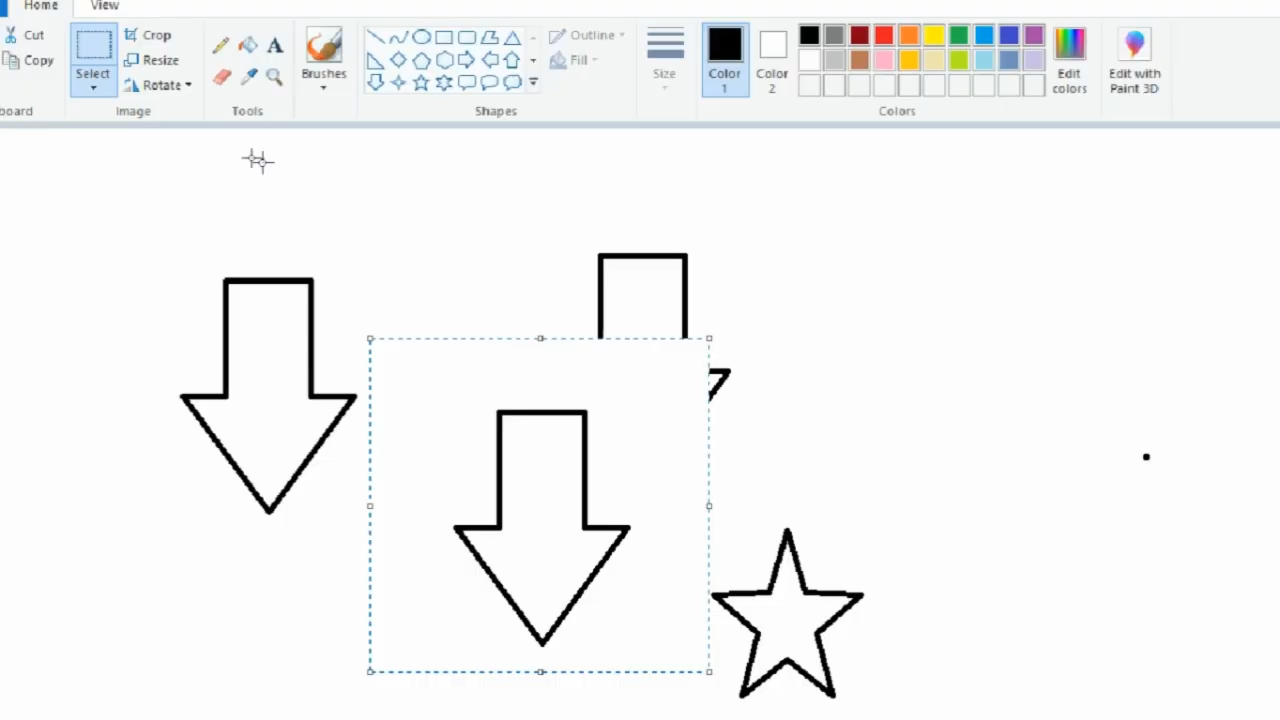 Home View
Cut
Copy
Select
Crop
Resize
Rotate
A
Brushes
Outline
Fill
Size
Color 1
Color 2
Edit colors
Edit with Paint 3D
oard
Image
Tools
Shapes
Colors